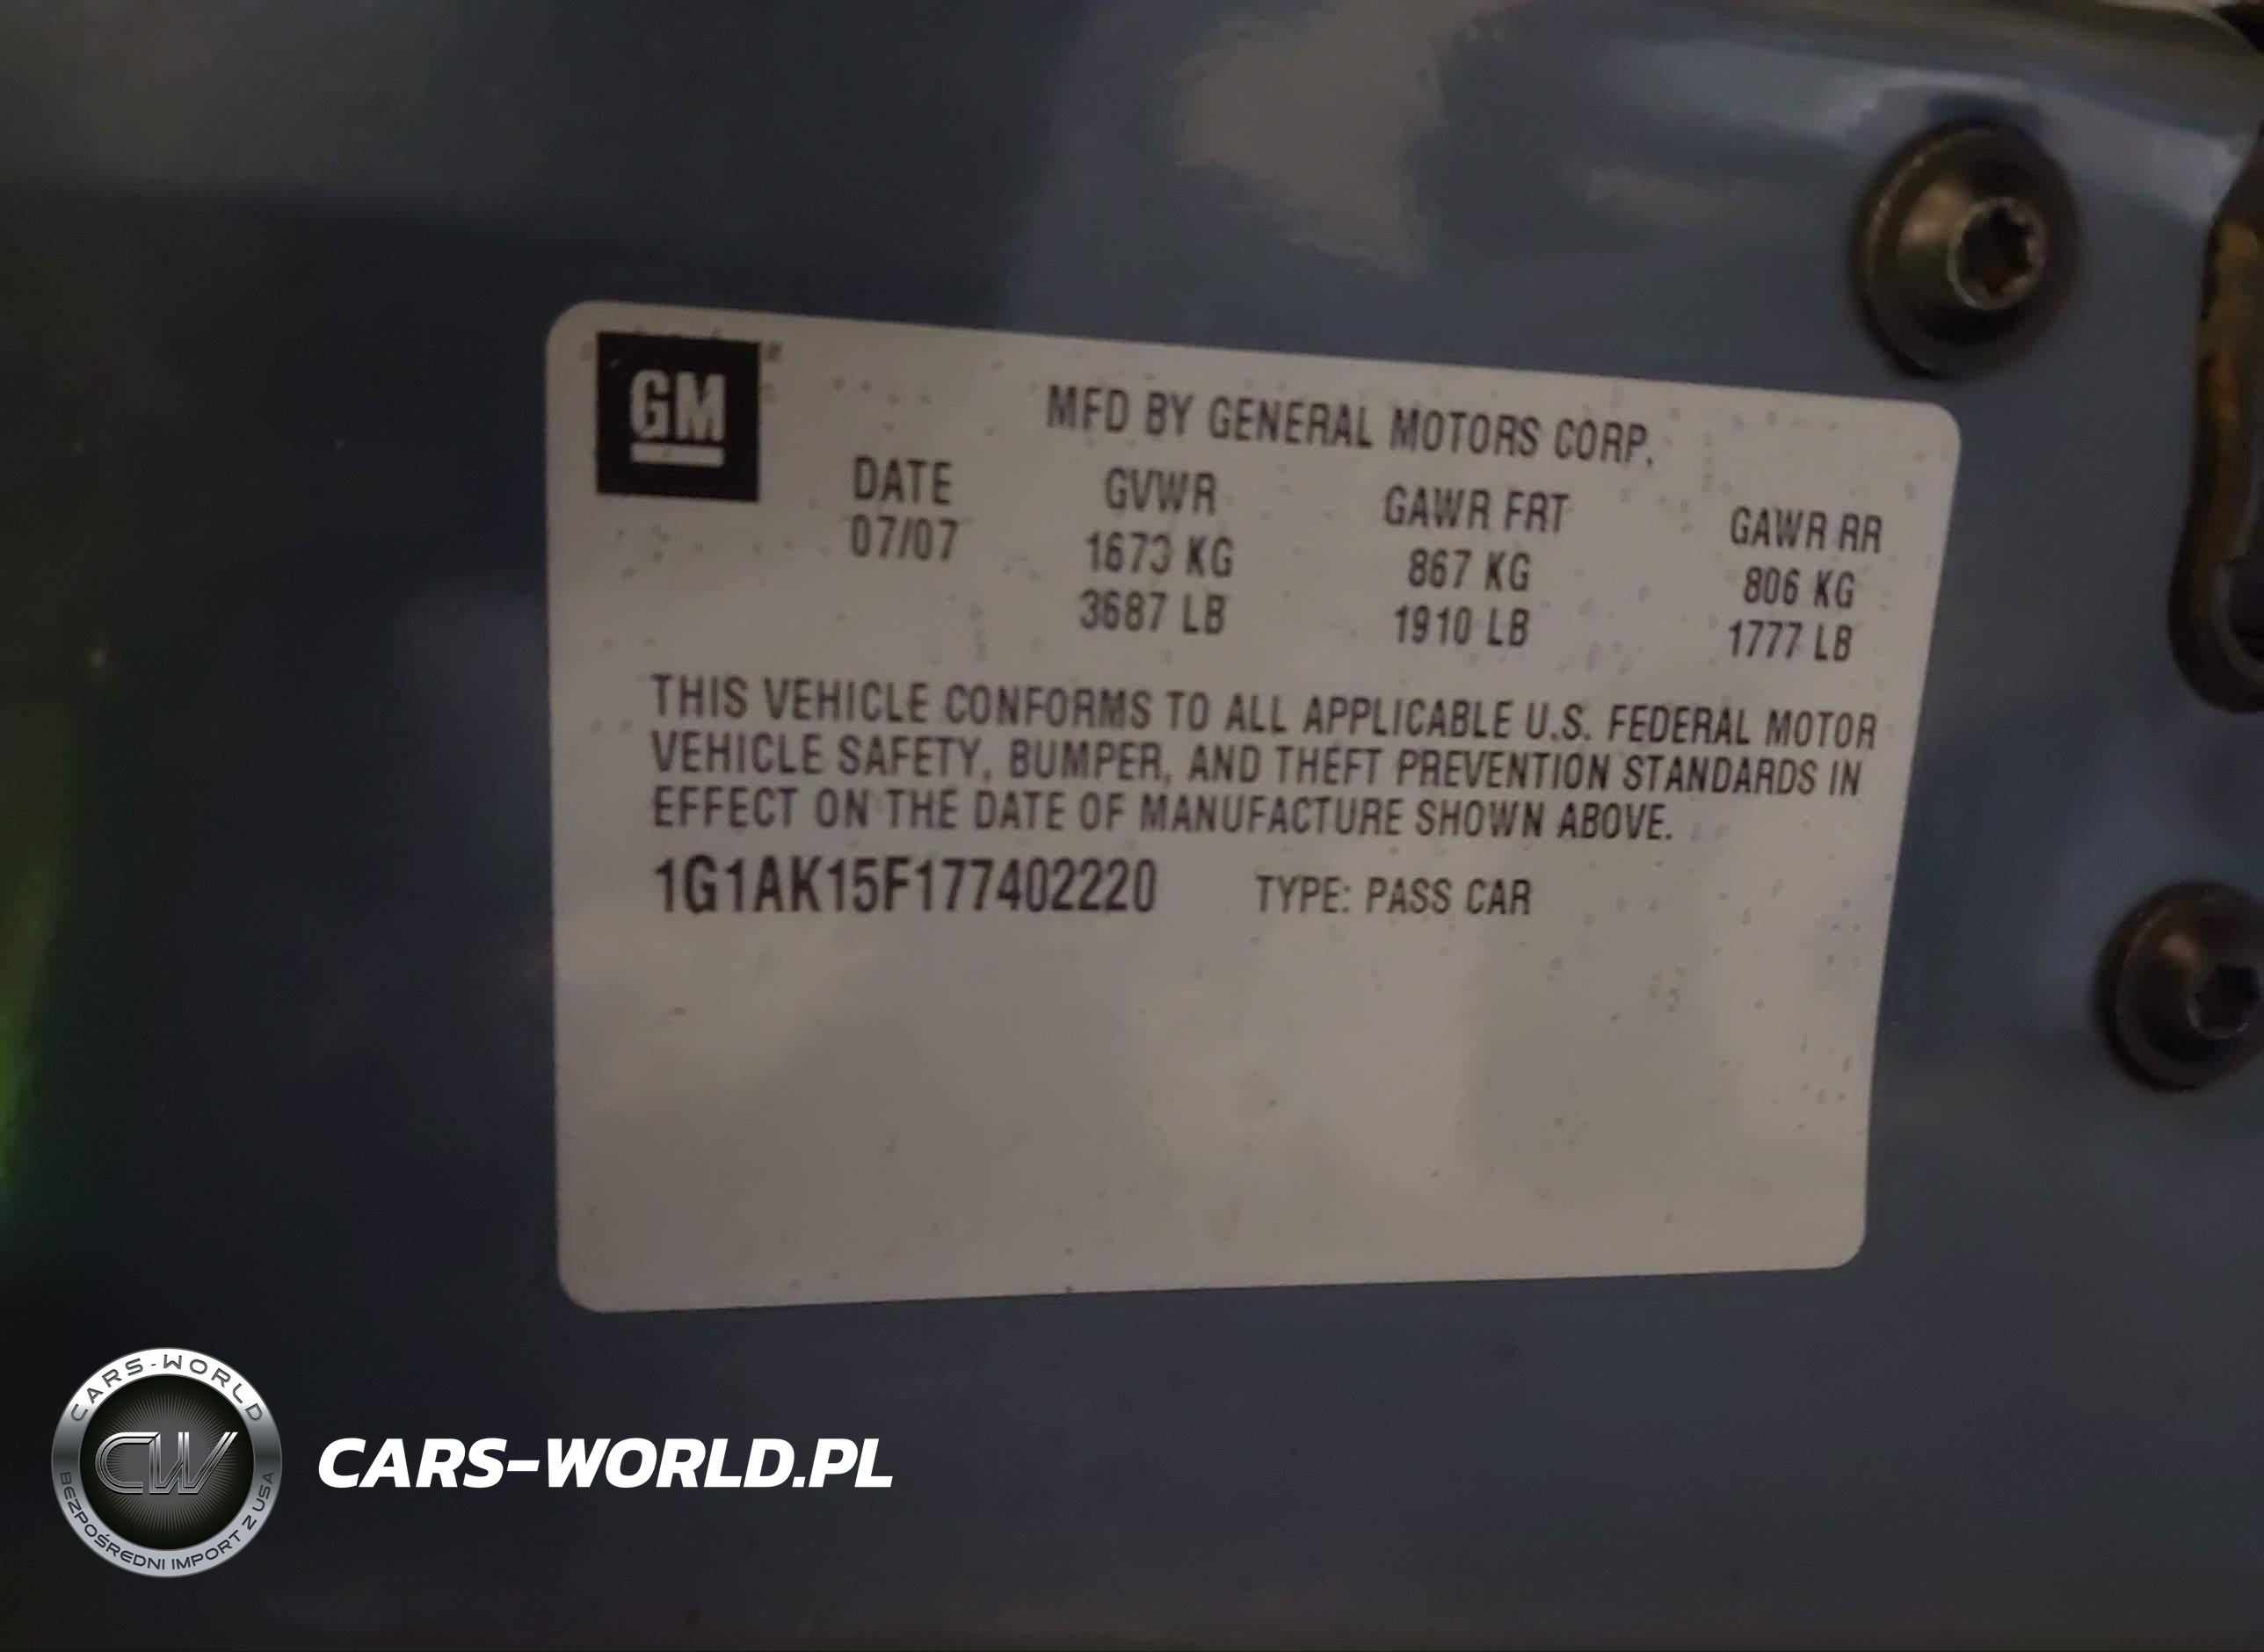 GM
MFD BY GENERAL MOTORS CORP.
DATE GVWR GAWR FRT GAWR RR
07/07 1673 KG 867 KG 806 KG
3687 LB 1910 LB 1777 LB
THIS VEHICLE CONFORMS TO ALL APPLICABLE U.S. FEDERAL MOTOR
VEHICLE SAFETY, BUMPER, AND THEFT PREVENTION STANDARDS IN
EFFECT ON THE DATE OF MANUFACTURE SHOWN ABOVE.
1G1AK15F177402220 TYPE: PASS CAR
CARS-WORLD
CW
BEZPOŚREDNI IMPORT Z USA
CARS-WORLD.PL